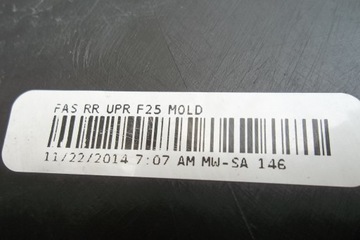 FAS RR UPR F25 MOLD
11/22/2014 7:07 AM MW-SA 146